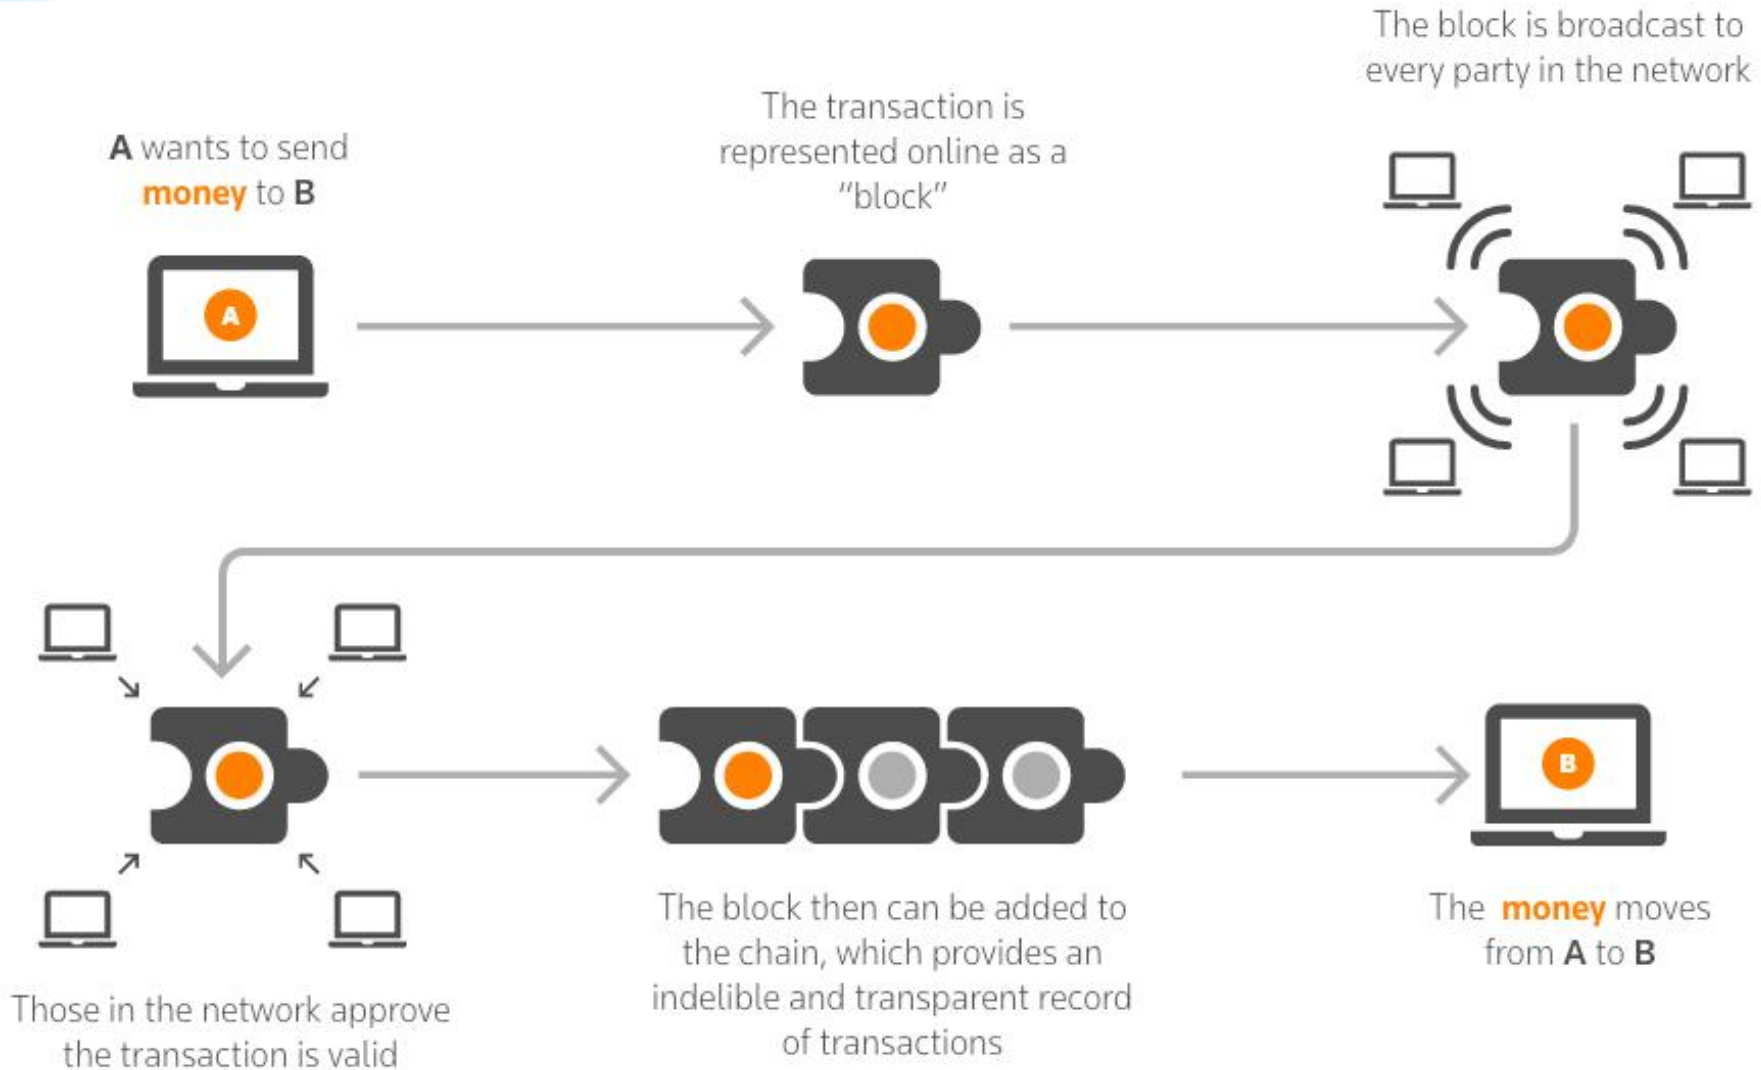 A wants to send
money to B
A
The transaction is
represented online as a
"block"
The block is broadcast to
every party in the network
Those in the network approve
the transaction is valid
The block then can be added to
the chain, which provides an
indelible and transparent record
of transactions
B
The money moves
from A to B